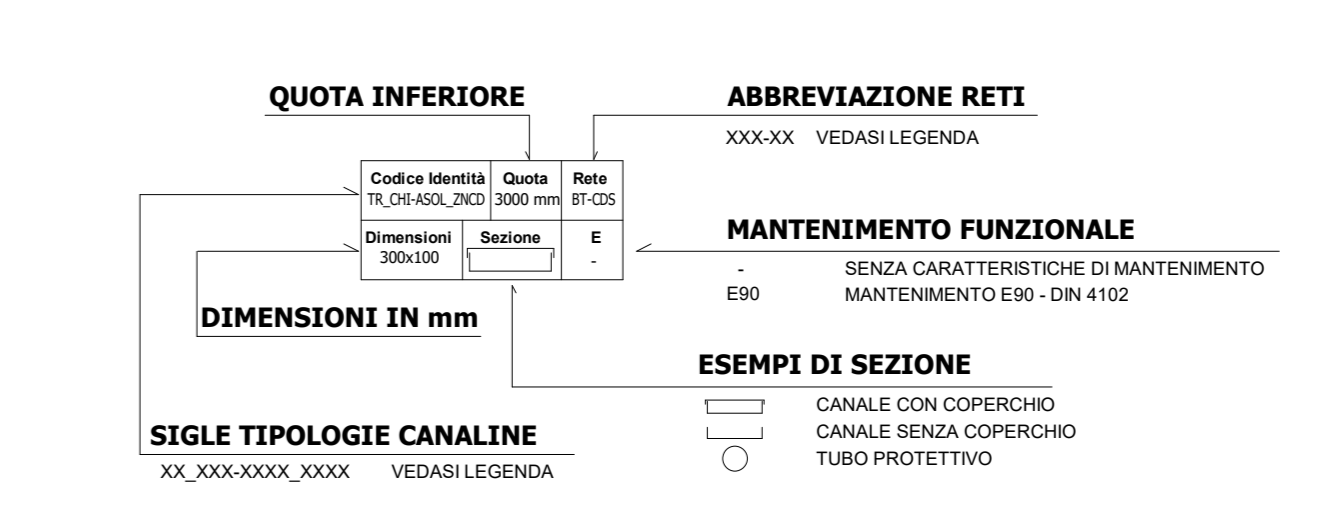 QUOTA INFERIORE
ABBREVIAZIONE RETI
XXX-XX VEDASI LEGENDA
Codice Identità Quota Rete
TR_CHI-ASOL_ZNCD 3000 mm BT-CDS
Dimensioni Sezione E
300x100 -
MANTENIMENTO FUNZIONALE
- SENZA CARATTERISTICHE DI MANTENIMENTO
E90 MANTENIMENTO E90 - DIN 4102
DIMENSIONI IN mm
ESEMPI DI SEZIONE
CANALE CON COPERCHIO
CANALE SENZA COPERCHIO
TUBO PROTETTIVO
SIGLE TIPOLOGIE CANALINE
XX_XXX-XXXX_XXXX VEDASI LEGENDA